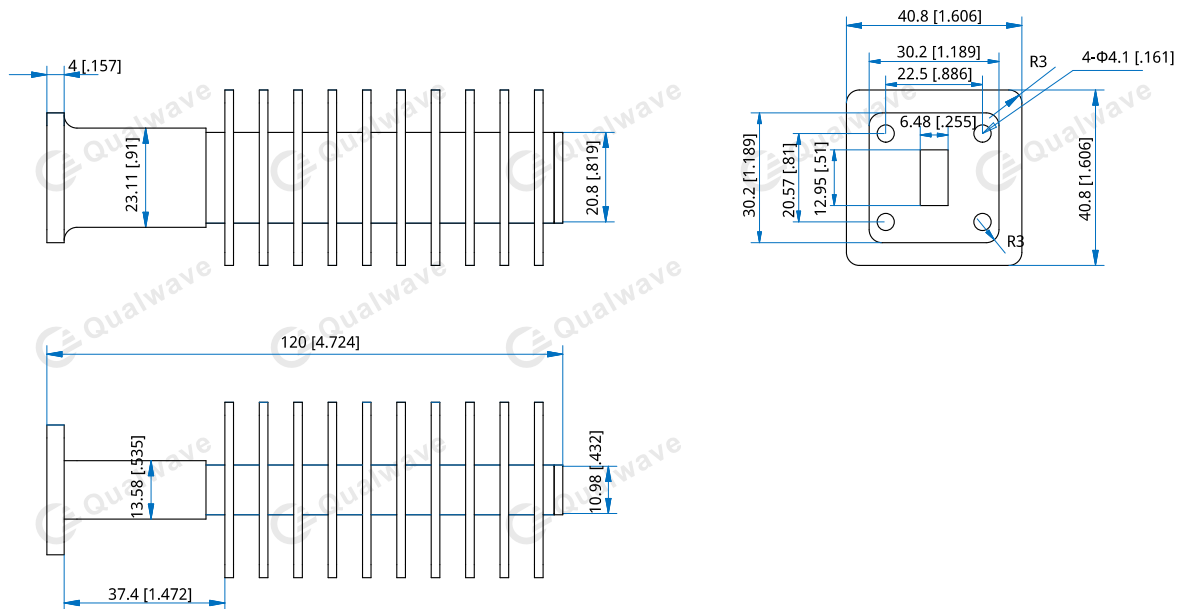 40.8 [1.606]
4 [.157]
30.2 [1.189]
R3
4-Φ4.1 [.161]
22.5 [.886]
Qualwave
Qualwave
Qualwave
Qualwave
6.48 [.255]
23.11 [.91]
20.8 [.819]
30.2 [1.189]
20.57 [.81]
12.95 [.51]
40.8 [1.606]
R3
Qualwave
Qualwave
Qualwave
120 [4.724]
13.58 [.535]
10.98 [.432]
Qualwave
Qualwave
Qualwave
37.4 [1.472]